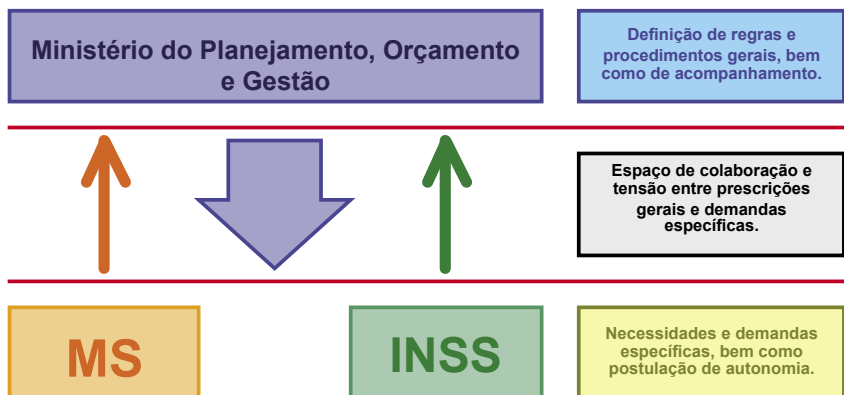 Ministério do Planejamento, Orçamento
e Gestão
Definição de regras e
procedimentos gerais, bem
como de acompanhamento.
Espaço de colaboração e
tensão entre prescrições
gerais e demandas
específicas.
MS
INSS
Necessidades e demandas
específicas, bem como
postulação de autonomia.